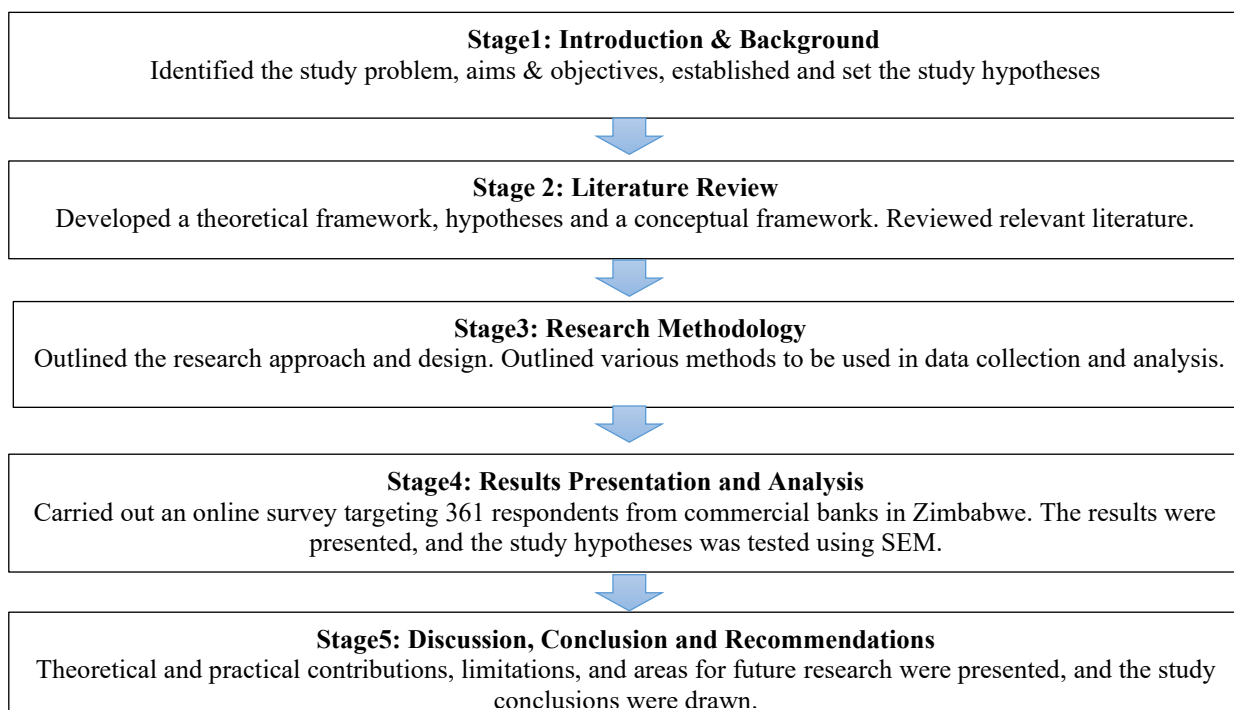 Stage1: Introduction & Background
Identified the study problem, aims & objectives, established and set the study hypotheses
Stage 2: Literature Review
Developed a theoretical framework, hypotheses and a conceptual framework. Reviewed relevant literature.
Stage3: Research Methodology
Outlined the research approach and design. Outlined various methods to be used in data collection and analysis.
Stage4: Results Presentation and Analysis
Carried out an online survey targeting 361 respondents from commercial banks in Zimbabwe. The results were
presented, and the study hypotheses was tested using SEM.
Stage5: Discussion, Conclusion and Recommendations
Theoretical and practical contributions, limitations, and areas for future research were presented, and the study
conclusions were drawn.